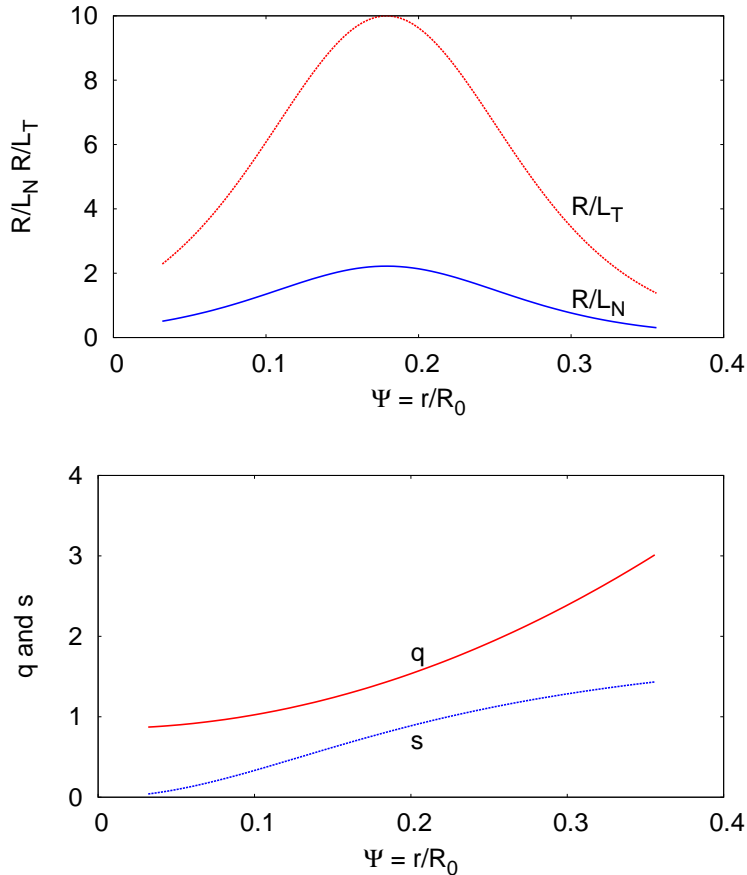 10
8
6
4
2
0
R/L_N R/L_T
R/L_T
R/L_N
0 0.1 0.2 0.3 0.4
Ψ = r/R_0
4
3
2
1
0
q and s
q
s
0 0.1 0.2 0.3 0.4
Ψ = r/R_0